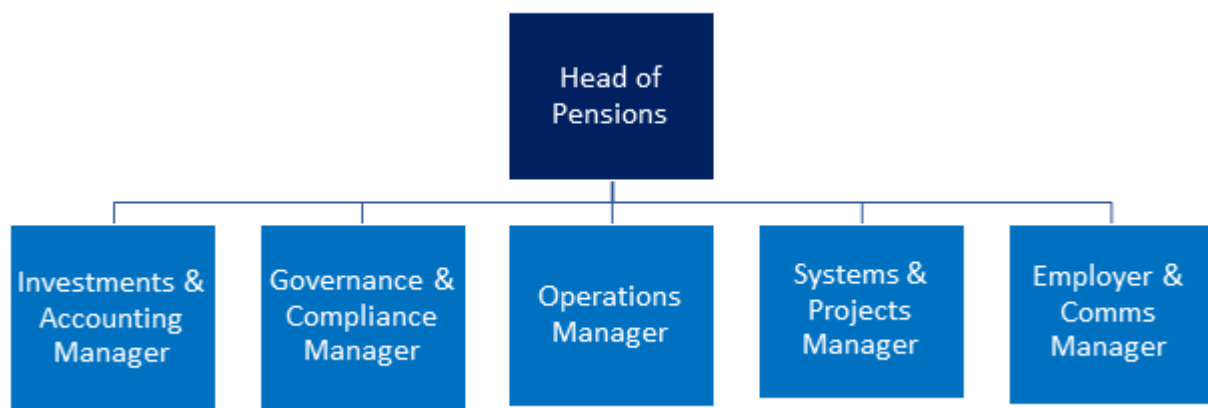 Head of
Pensions
Investments &
Accounting
Manager
Governance &
Compliance
Manager
Operations
Manager
Systems &
Projects
Manager
Employer &
Comms
Manager